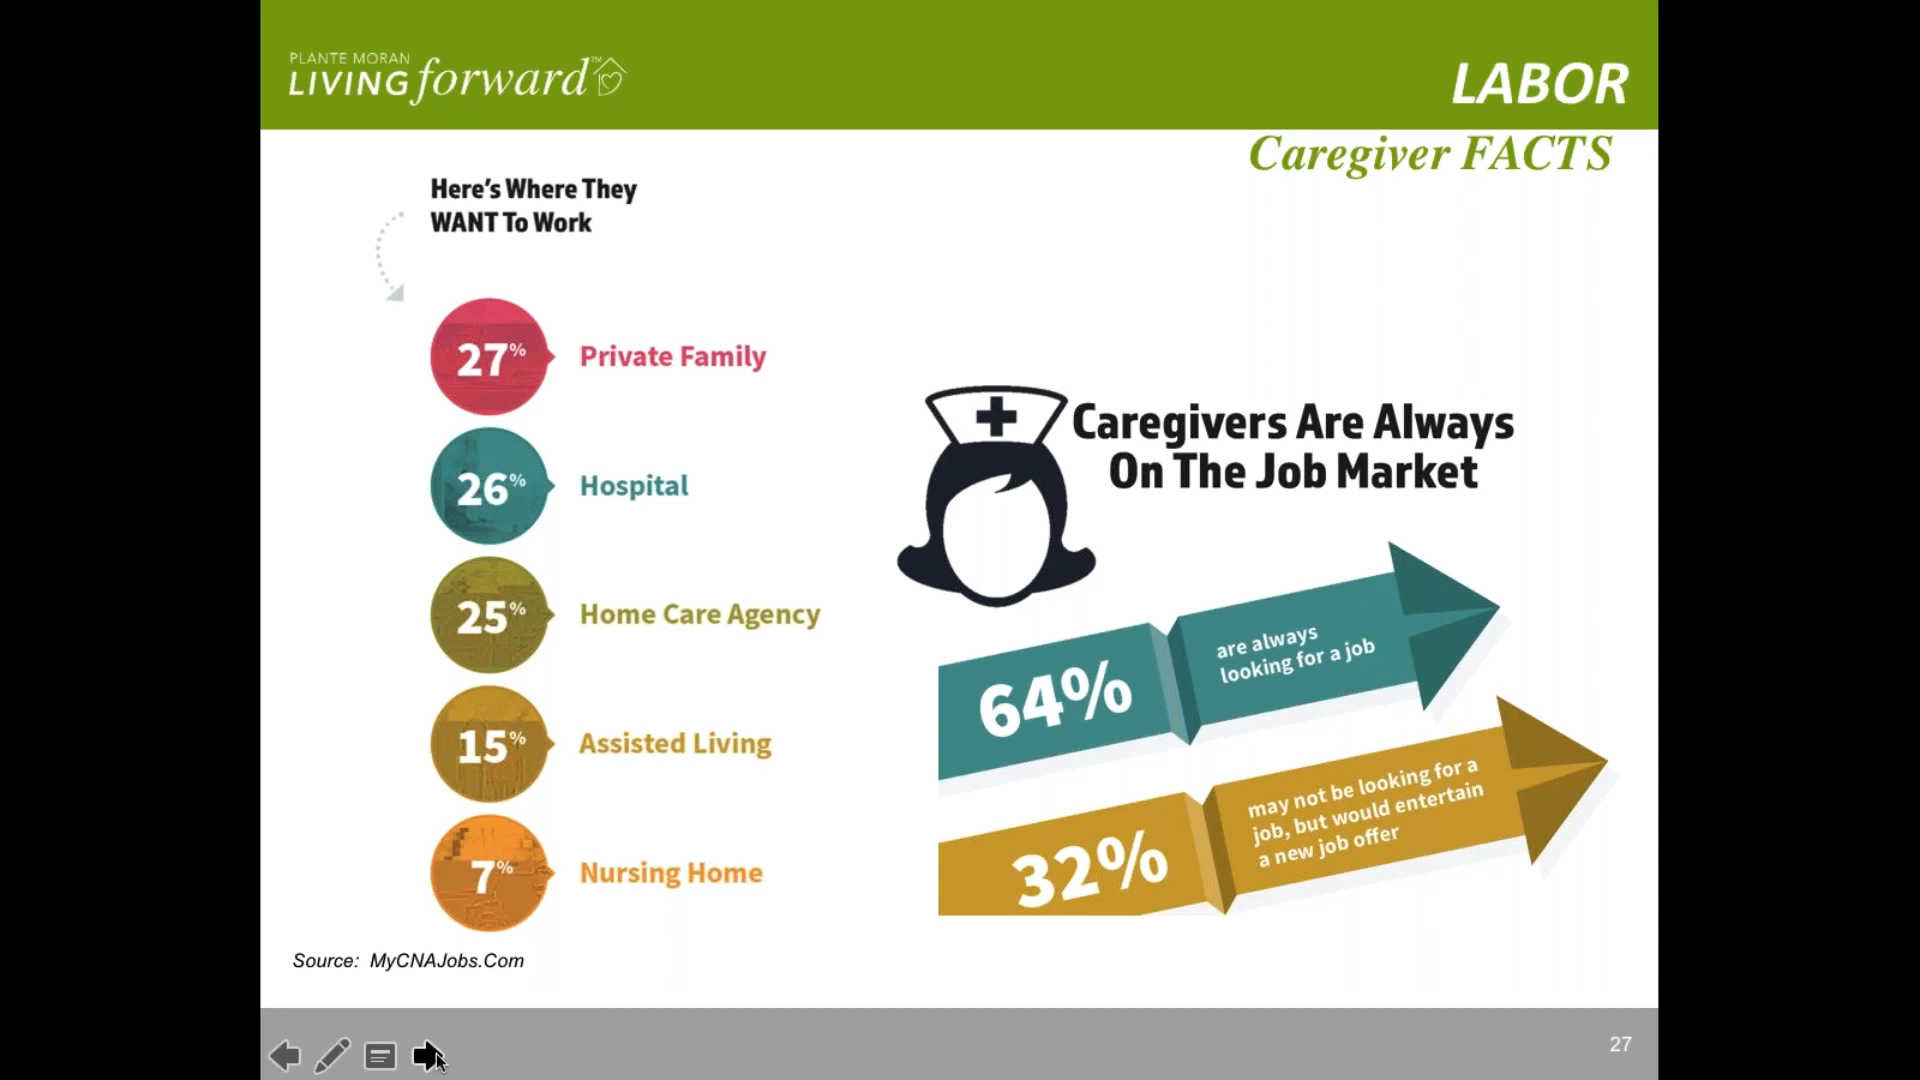 PLANTE MORAN
LIVING forward™
LABOR
Caregiver FACTS
Here's Where They
WANT To Work
27% Private Family
26% Hospital
25% Home Care Agency
15% Assisted Living
7% Nursing Home
Caregivers Are Always
On The Job Market
64%
are always
looking for a job
32%
may not be looking for a
job, but would entertain
a new job offer
Source: MyCNAJobs.Com
27